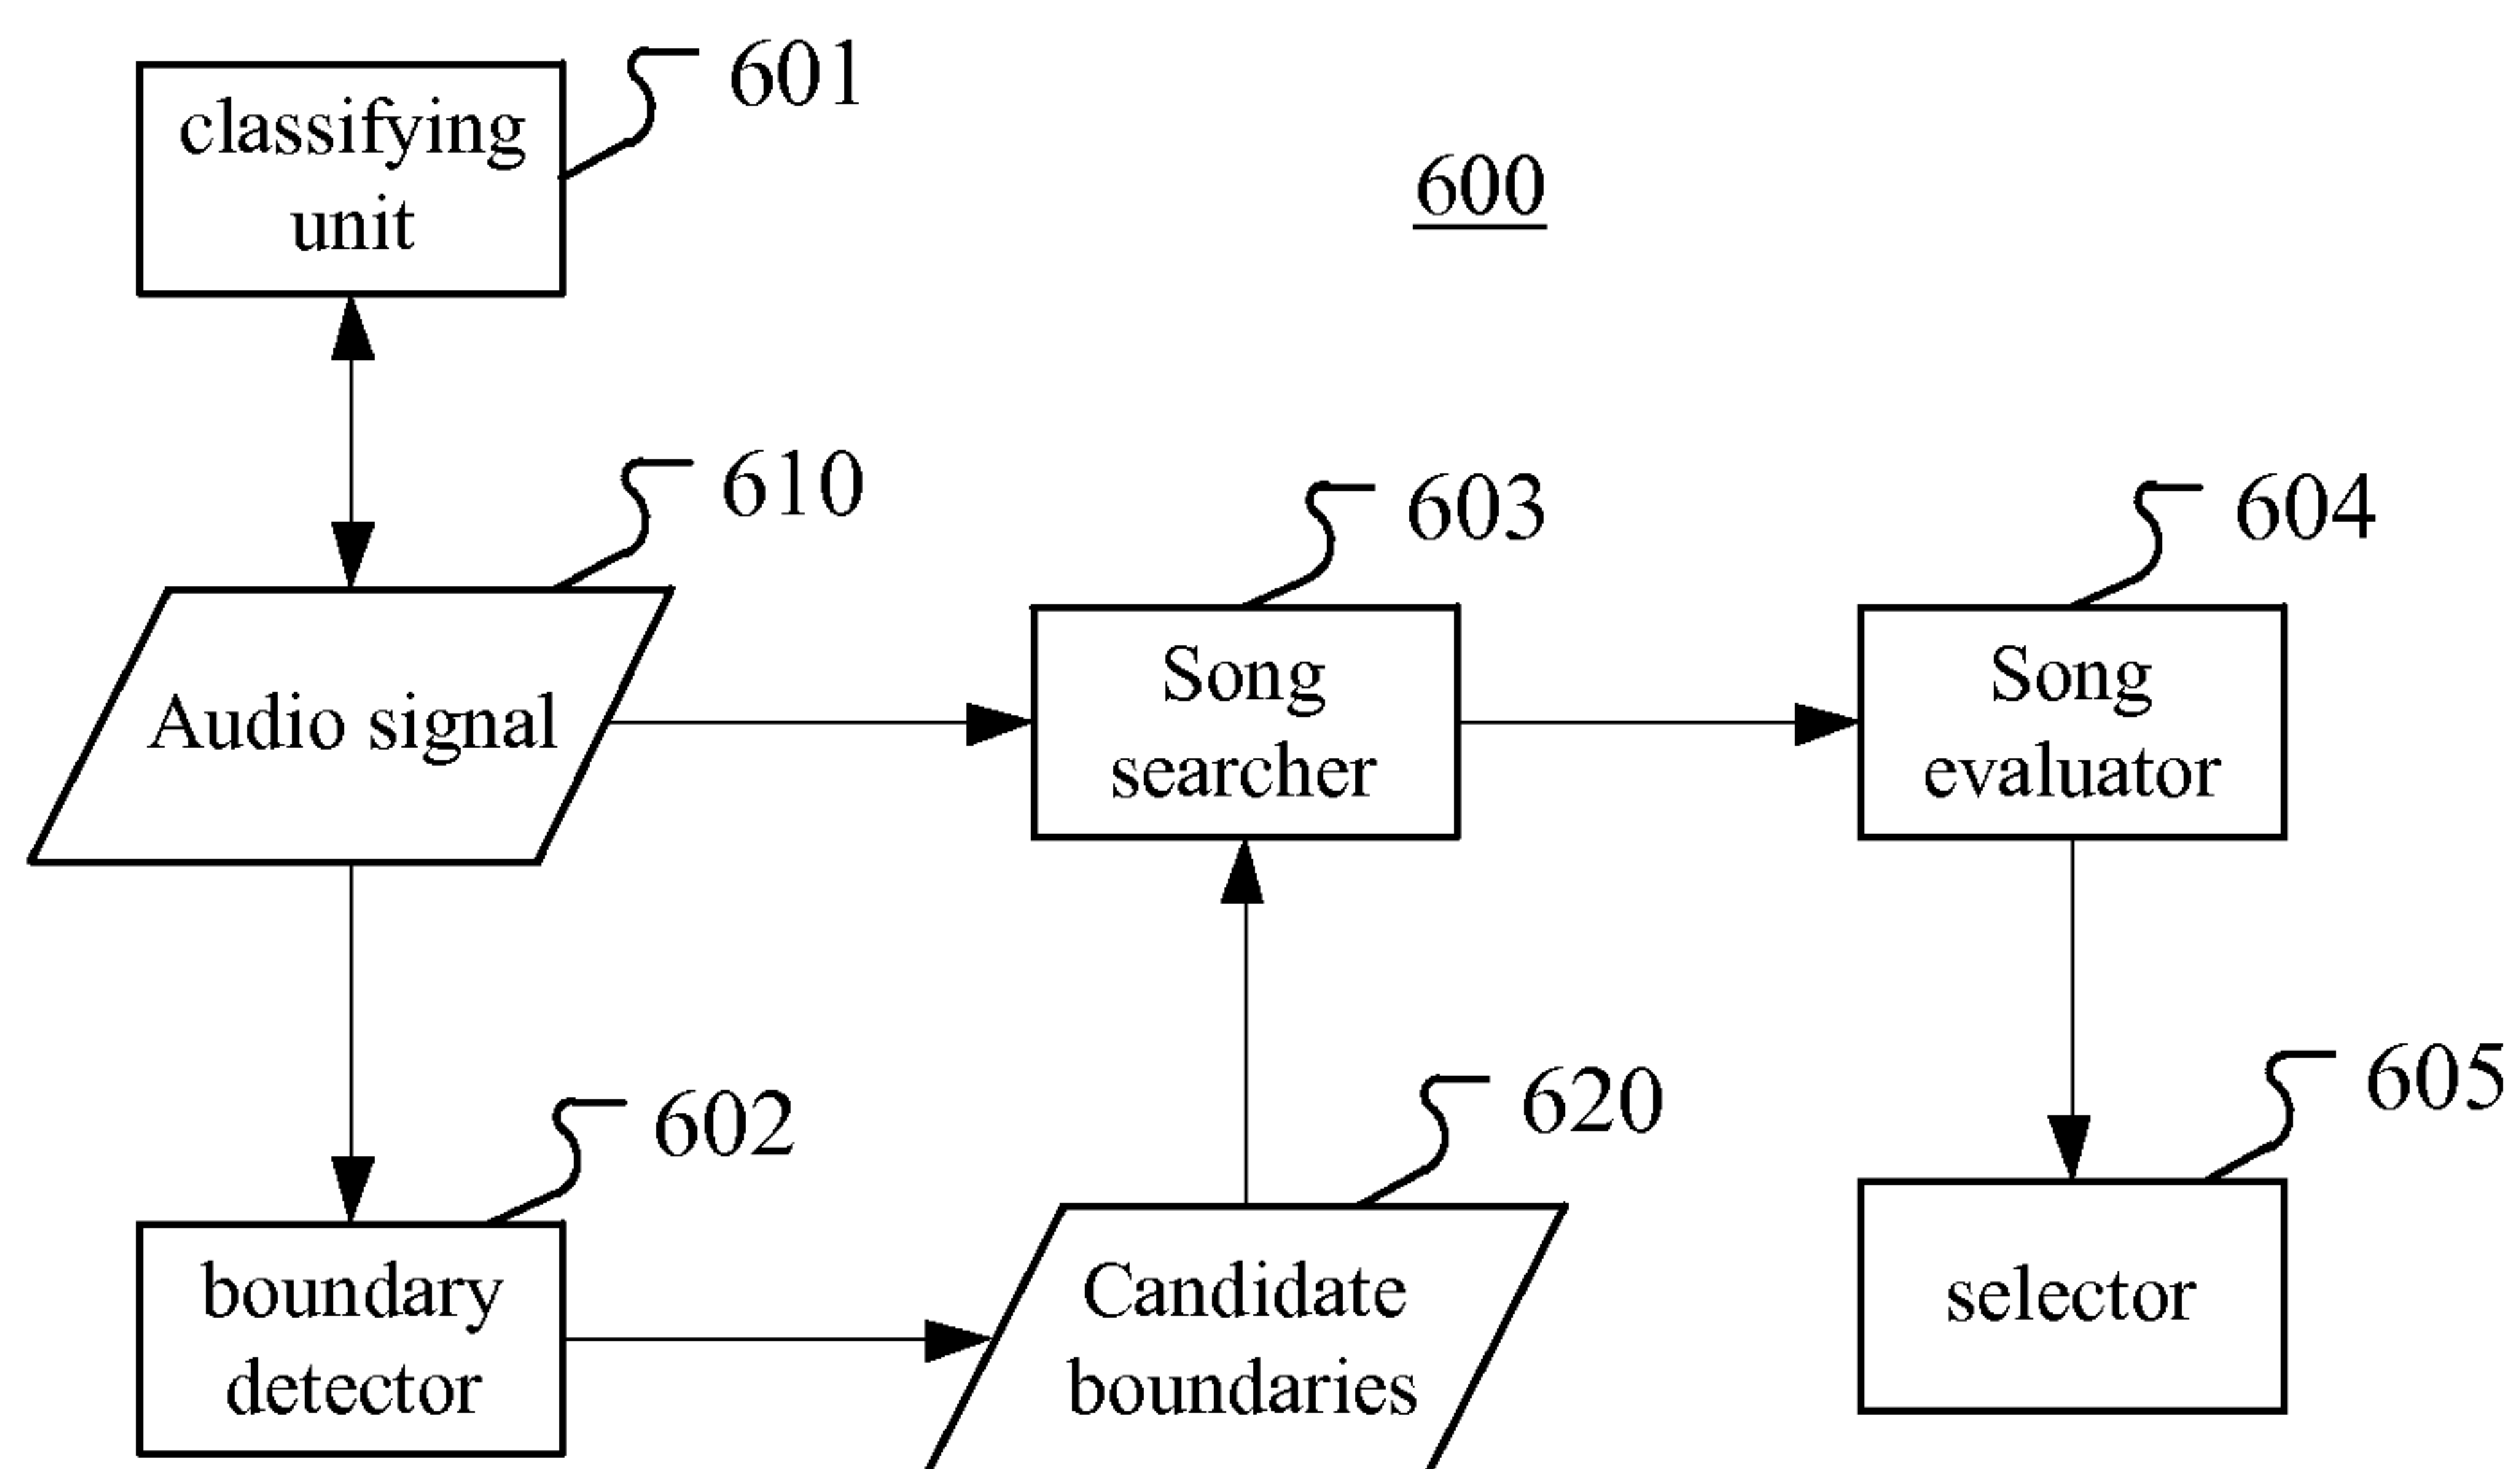 601
classifying
unit
600
610
603
604
Audio signal
Song
searcher
Song
evaluator
602
620
605
boundary
detector
Candidate
boundaries
selector